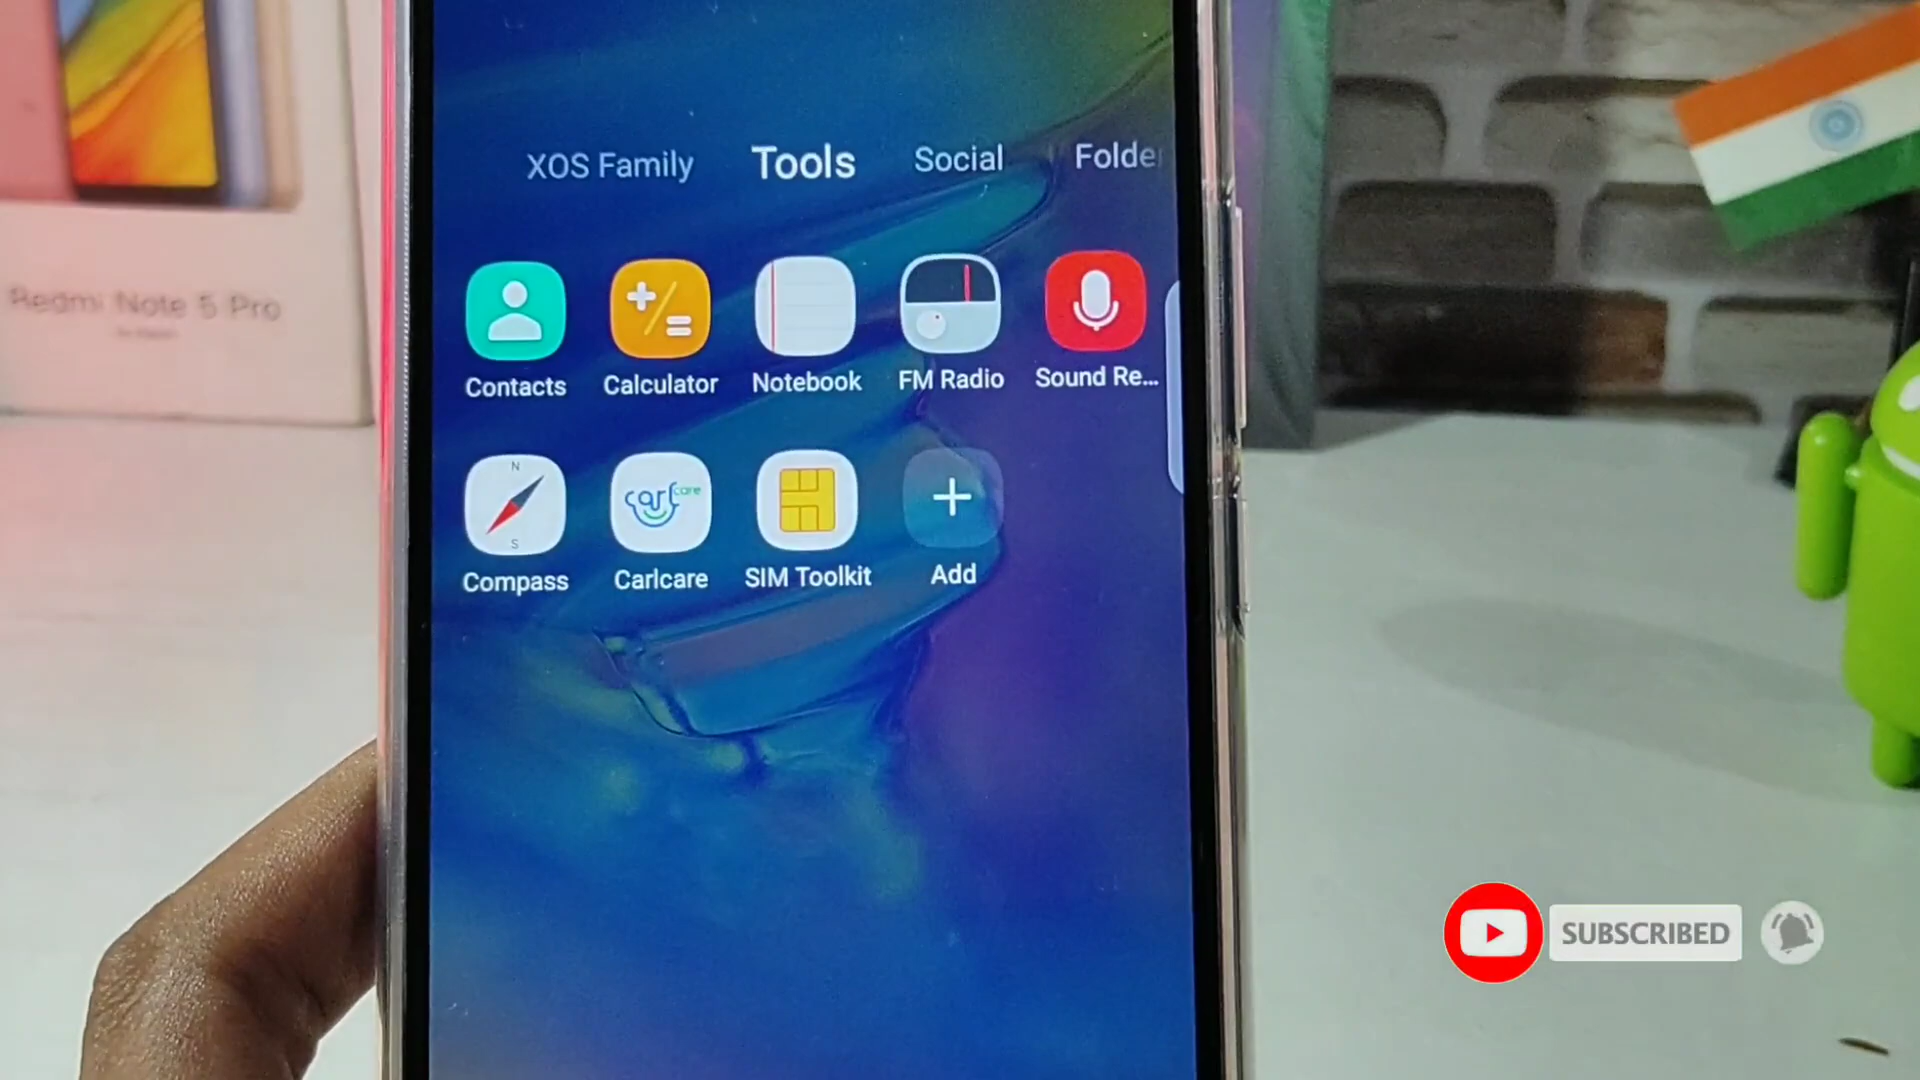 XOS Family Tools Social Folde
Contacts Calculator Notebook FM Radio Sound Re...
N
S
carlcare
Compass Carlcare SIM Toolkit Add
Redmi Note 5 Pro
SUBSCRIBED